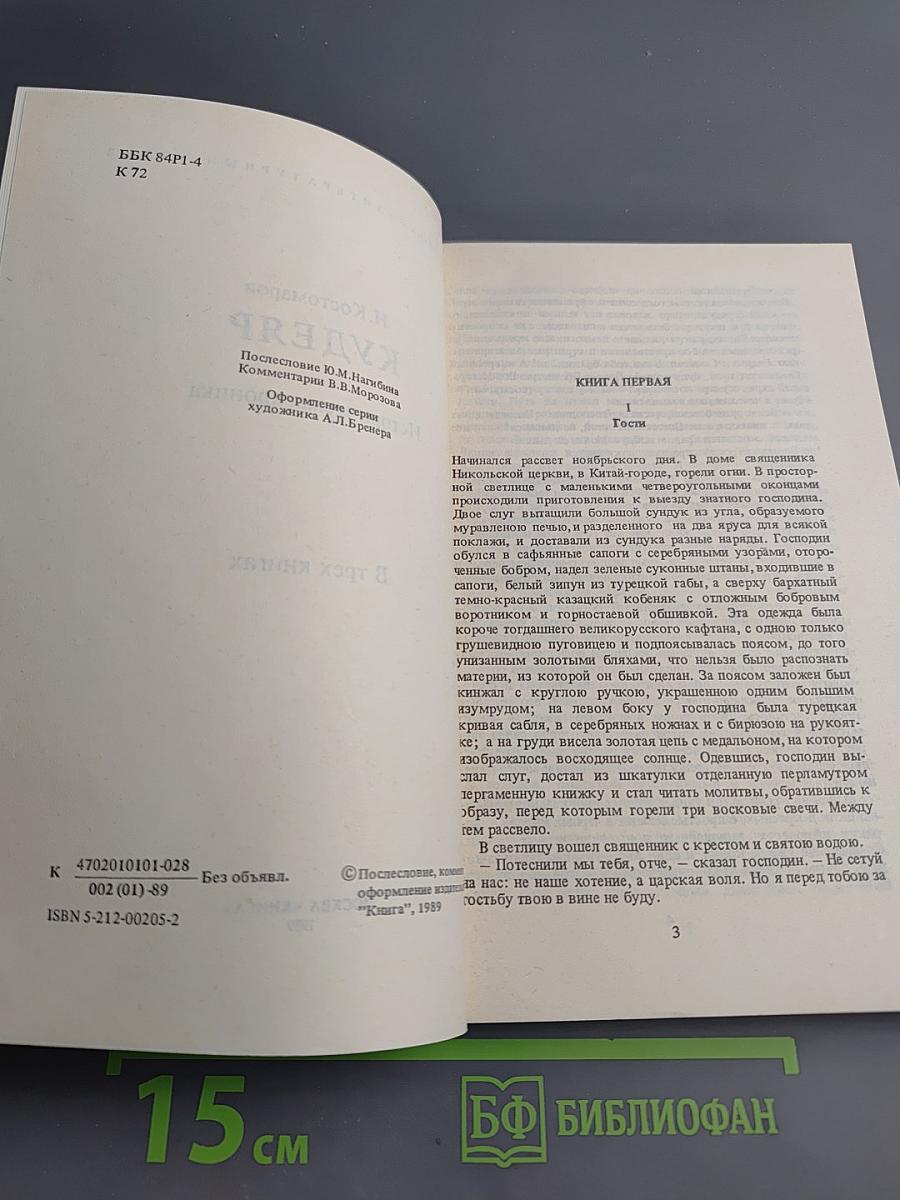 ББК 84Р1-4
К 72
Послесловие Ю.М.Нагибина
Комментарии В.В.Морозова
Оформление серии
художника А.Л.Бренера
К 4702010101-028
002 (01) -89
Без объявл.
ISBN 5-212-00205-2
© Послесловие,
оформление
"Книга", 1989
КНИГА ПЕРВАЯ
I
Гости
Начинался рассвет ноябрьского дня. В доме священника
Никольской церкви, в Китай-городе, горели огни. В простор-
ной светлице с маленькими четвероугольными оконцами
происходили приготовления к выезду знатного господина.
Двое слуг вытащили большой сундук из угла, образуемого
муравленою печью, и разделенного на два яруса для всякой
поклажи, и доставали из сундука разные наряды. Господин
обулся в сафьянные сапоги с серебряными узорами, оторо-
ченные бобром, надел зеленые суконные штаны, входившие в
сапоги, белый зипун из турецкой габы, а сверху бархатный
темно-красный казацкий кобеняк с отложным бобровым
воротником и горностаевой обшивкой. Эта одежда была
короче тогдашнего великорусского кафтана, с одною только
грушевидною пуговицею и подпоясывалась поясом, до того
унизанным золотыми бляхами, что нельзя было распознать
материи, из которой он был сделан. За поясом заложен был
кинжал с круглою ручкою, украшенною одним большим
изумрудом; на левом боку у господина была турецкая
кривая сабля, в серебряных ножнах и с бирюзою на рукоят-
ке; а на груди висела золотая цепь с медальоном, на котором
изображалось восходящее солнце. Одевшись, господин вы-
слал слуг, достал из шкатулки отделанную перламутром
пергаменную книжку и стал читать молитвы, обратившись к
образу, перед которым горели три восковые свечи. Между
тем рассвело.
В светлицу вошел священник с крестом и святою водою.
— Потеснили мы тебя, отче, — сказал господин. — Не сетуй
на нас: не наше хотение, а царская воля. Но я перед тобою за
гостьбу твою в вине не буду.
3
15 см
БФ БИБЛИОФАН